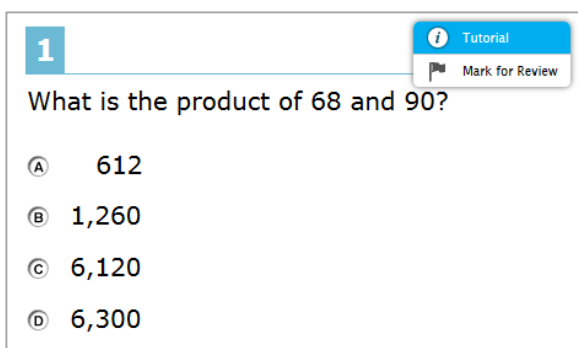 1
i Tutorial
Mark for Review
What is the product of 68 and 90?
A 612
B 1,260
C 6,120
D 6,300